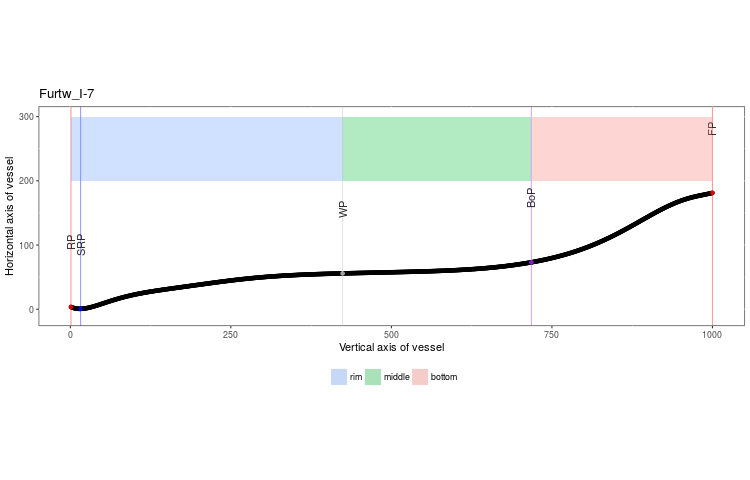 Furtw_I-7
Horizontal axis of vessel
300
200
100
0
RP
SRP
WP
BoP
FP
0 250 500 750 1000
Vertical axis of vessel
rim middle bottom